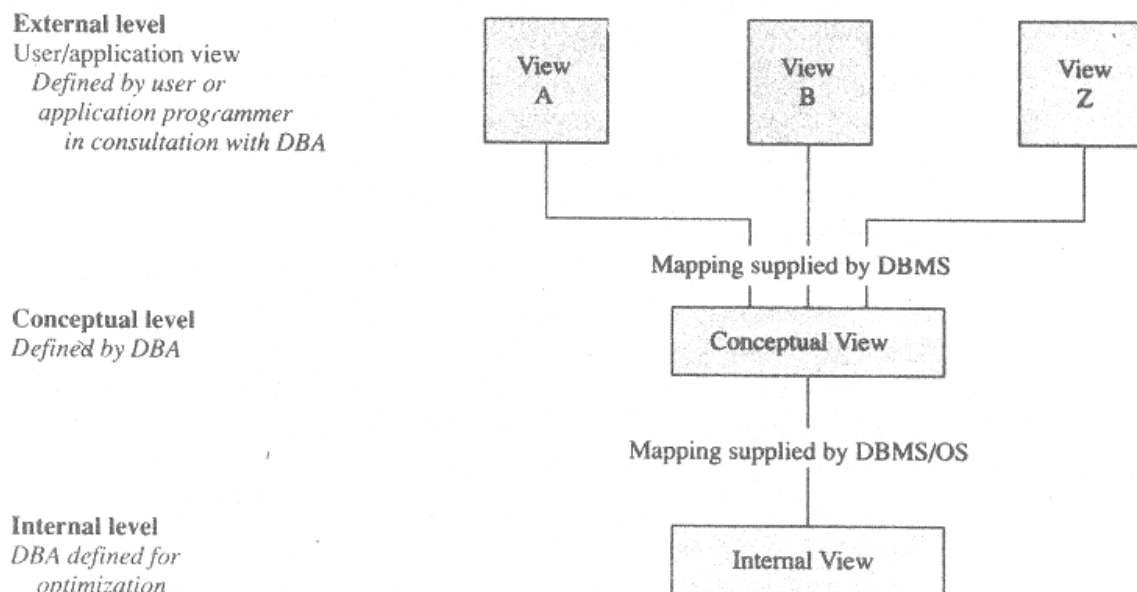 External level
User/application view
Defined by user or
application programmer
in consultation with DBA
View
A
View
B
View
Z
Mapping supplied by DBMS
Conceptual level
Defined by DBA
Conceptual View
Mapping supplied by DBMS/OS
Internal level
DBA defined for
optimization
Internal View